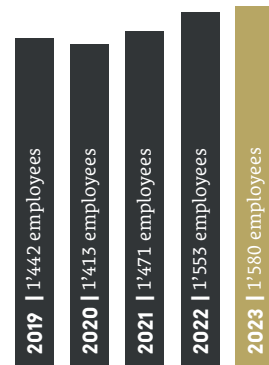 2019 | 1’442 employees
2020 | 1’413 employees
2021 | 1’471 employees
2022 | 1’553 employees
2023 | 1’580 employees